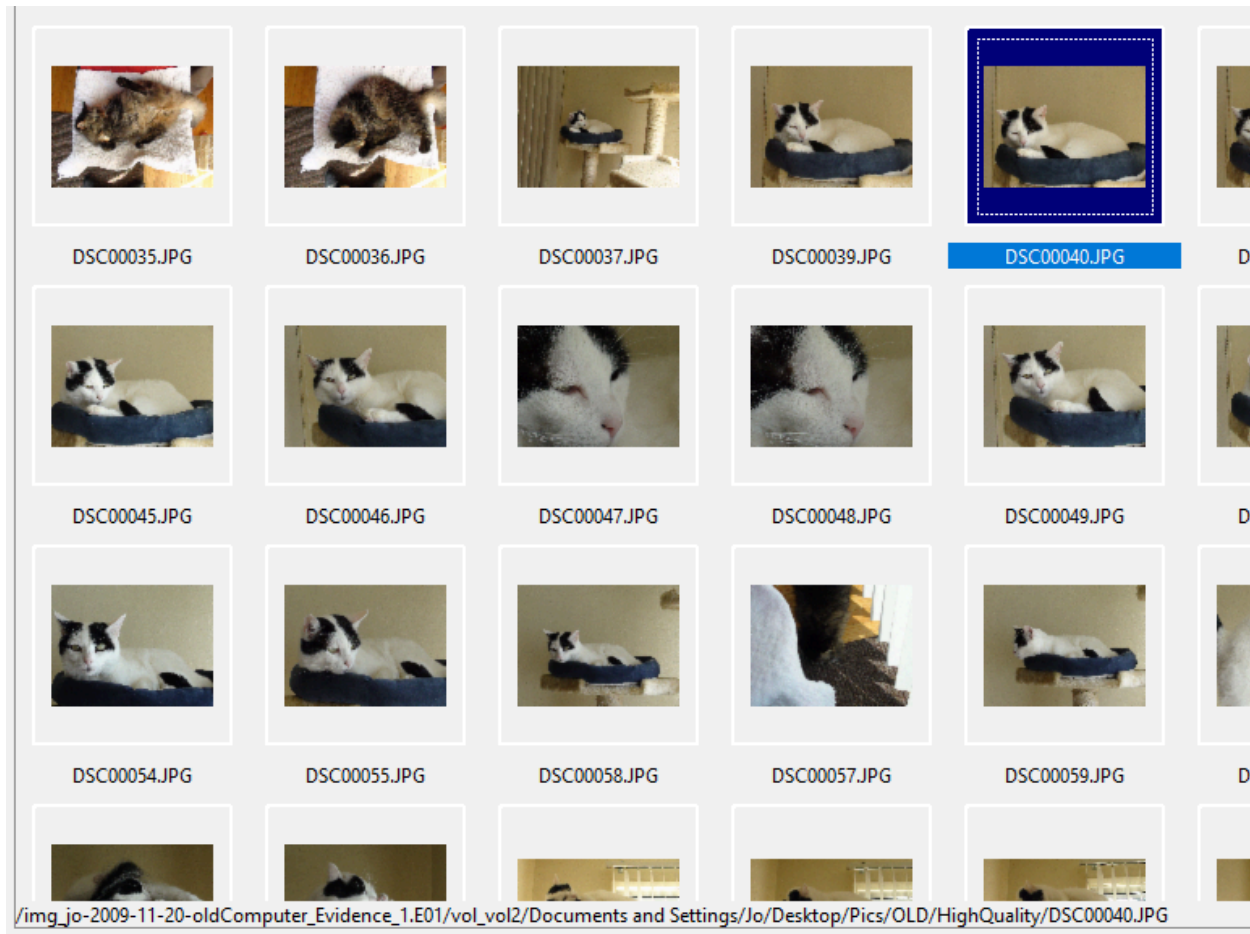 DSC00035.JPG DSC00036.JPG DSC00037.JPG DSC00039.JPG DSC00040.JPG D
DSC00045.JPG DSC00046.JPG DSC00047.JPG DSC00048.JPG DSC00049.JPG D
DSC00054.JPG DSC00055.JPG DSC00058.JPG DSC00057.JPG DSC00059.JPG D
/img_jo-2009-11-20-oldComputer_Evidence_1.E01/vol_vol2/Documents and Settings/Jo/Desktop/Pics/OLD/HighQuality/DSC00040.JPG